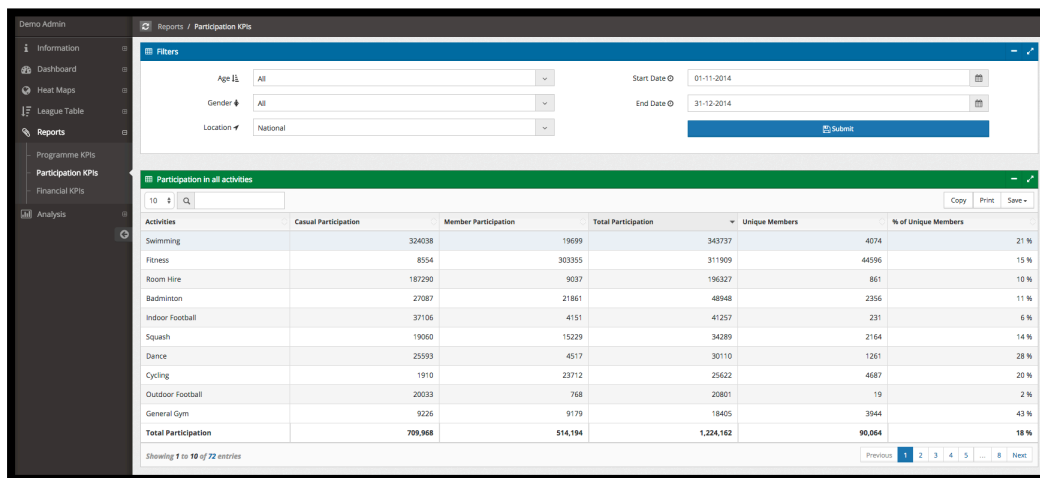 Demo Admin
Reports / Participation KPIs
Information
Dashboard
Heat Maps
League Table
Reports
Programme KPIs
Participation KPIs
Financial KPIs
Analysis
Filters
Age All Start Date 01-11-2014
Gender All End Date 31-12-2014
Location National Submit
Participation in all activities
10 Copy Print Save
Activities Casual Participation Member Participation Total Participation Unique Members % of Unique Members
Swimming 324038 19699 343737 4074 21 %
Fitness 8554 303355 311909 44596 15 %
Room Hire 187290 9037 196327 861 10 %
Badminton 27087 21861 48948 2356 11 %
Indoor Football 37106 4151 41257 231 6 %
Squash 19060 15229 34289 2164 14 %
Dance 25593 4517 30110 1261 28 %
Cycling 1910 23712 25622 4687 20 %
Outdoor Football 20033 768 20801 19 2 %
General Gym 9226 9179 18405 3944 43 %
Total Participation 709,968 514,194 1,224,162 90,064 18 %
Showing 1 to 10 of 72 entries Previous 1 2 3 4 5 ... 8 Next